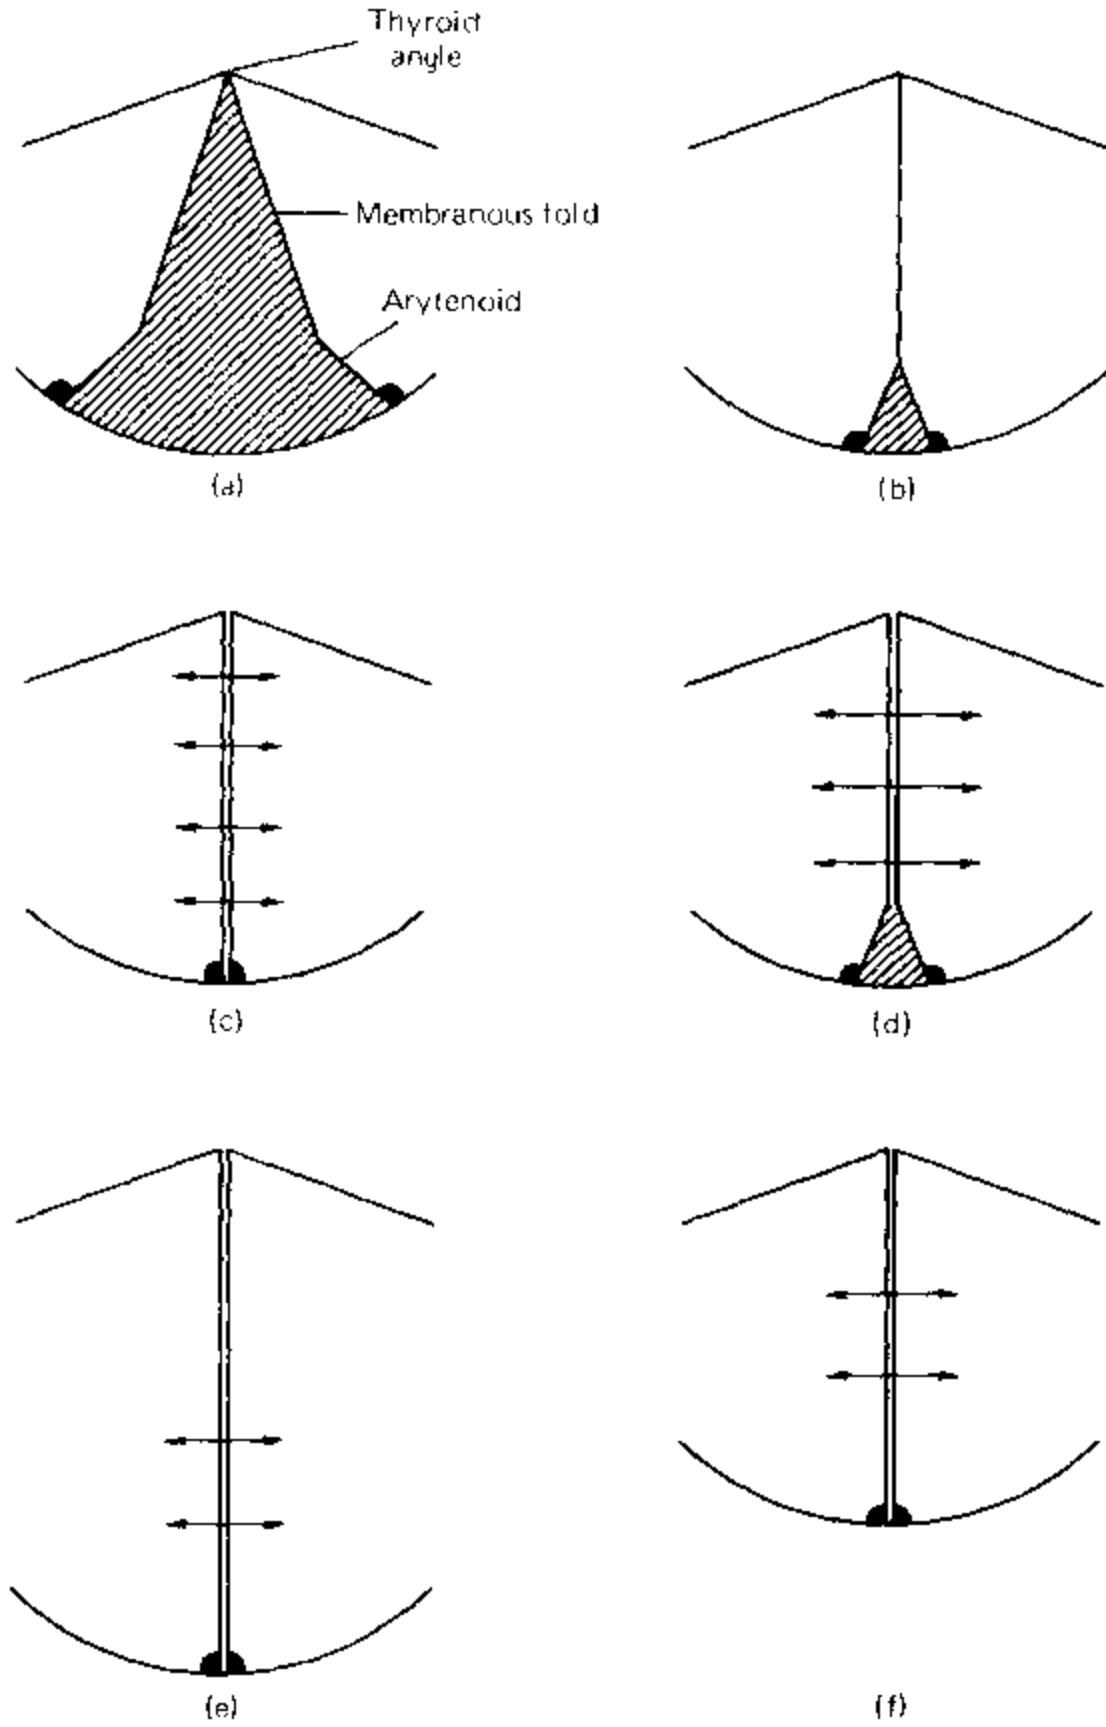 Thyroid
angle
Membranous fold
Arytenoid
(a)
(b)
(c)
(d)
(e)
(f)